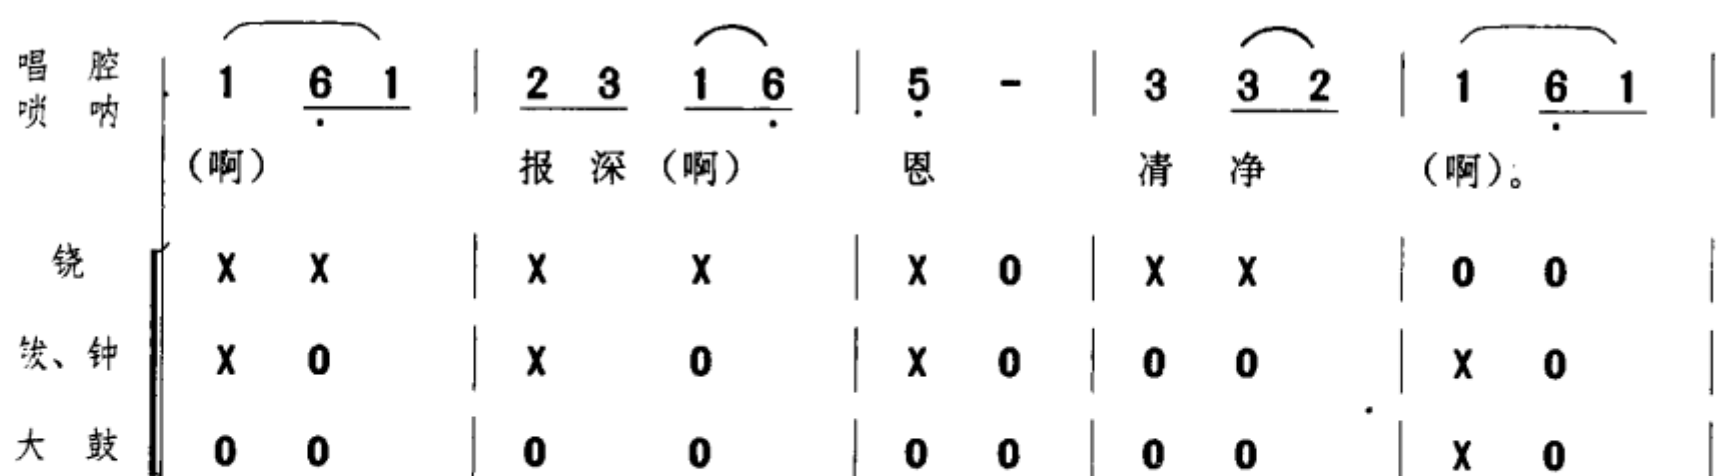 唱 腔 1 6̣ 1 | 2 3 1 6̣ | 5̣ - | 3 3 2 | 1 6̣ 1 |
唢 呐
(啊) 报 深 (啊) 恩 清 净 (啊)。
铙 X X | X X | X 0 | X X | 0 0 |
钹、钟 X 0 | X 0 | X 0 | 0 0 | X 0 |
大 鼓 0 0 | 0 0 | 0 0 | 0 0 | X 0 |